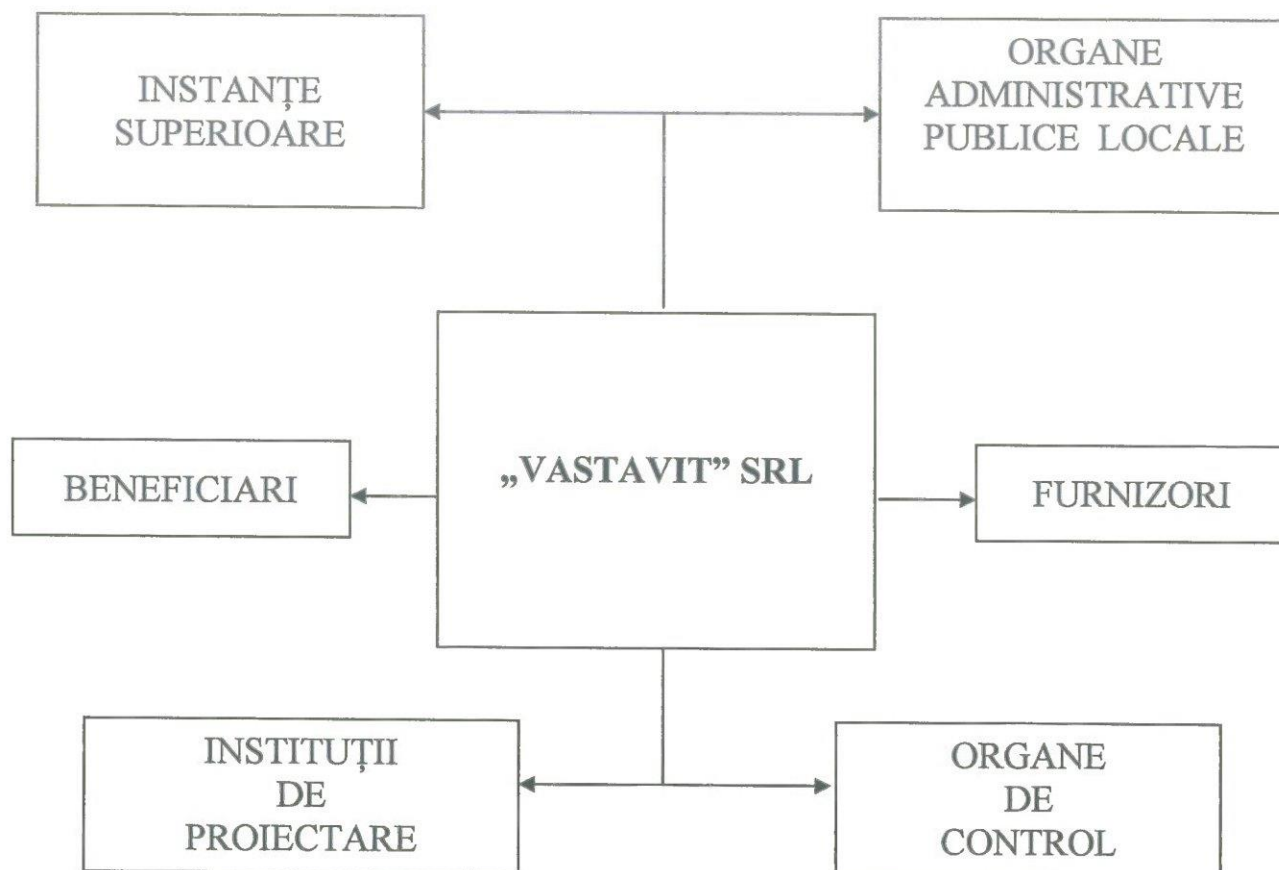 INSTANȚE
SUPERIOARE
ORGANE
ADMINISTRATIVE
PUBLICE LOCALE
„VASTAVIT” SRL
BENEFICIARI
FURNIZORI
INSTITUȚII
DE
PROIECTARE
ORGANE
DE
CONTROL